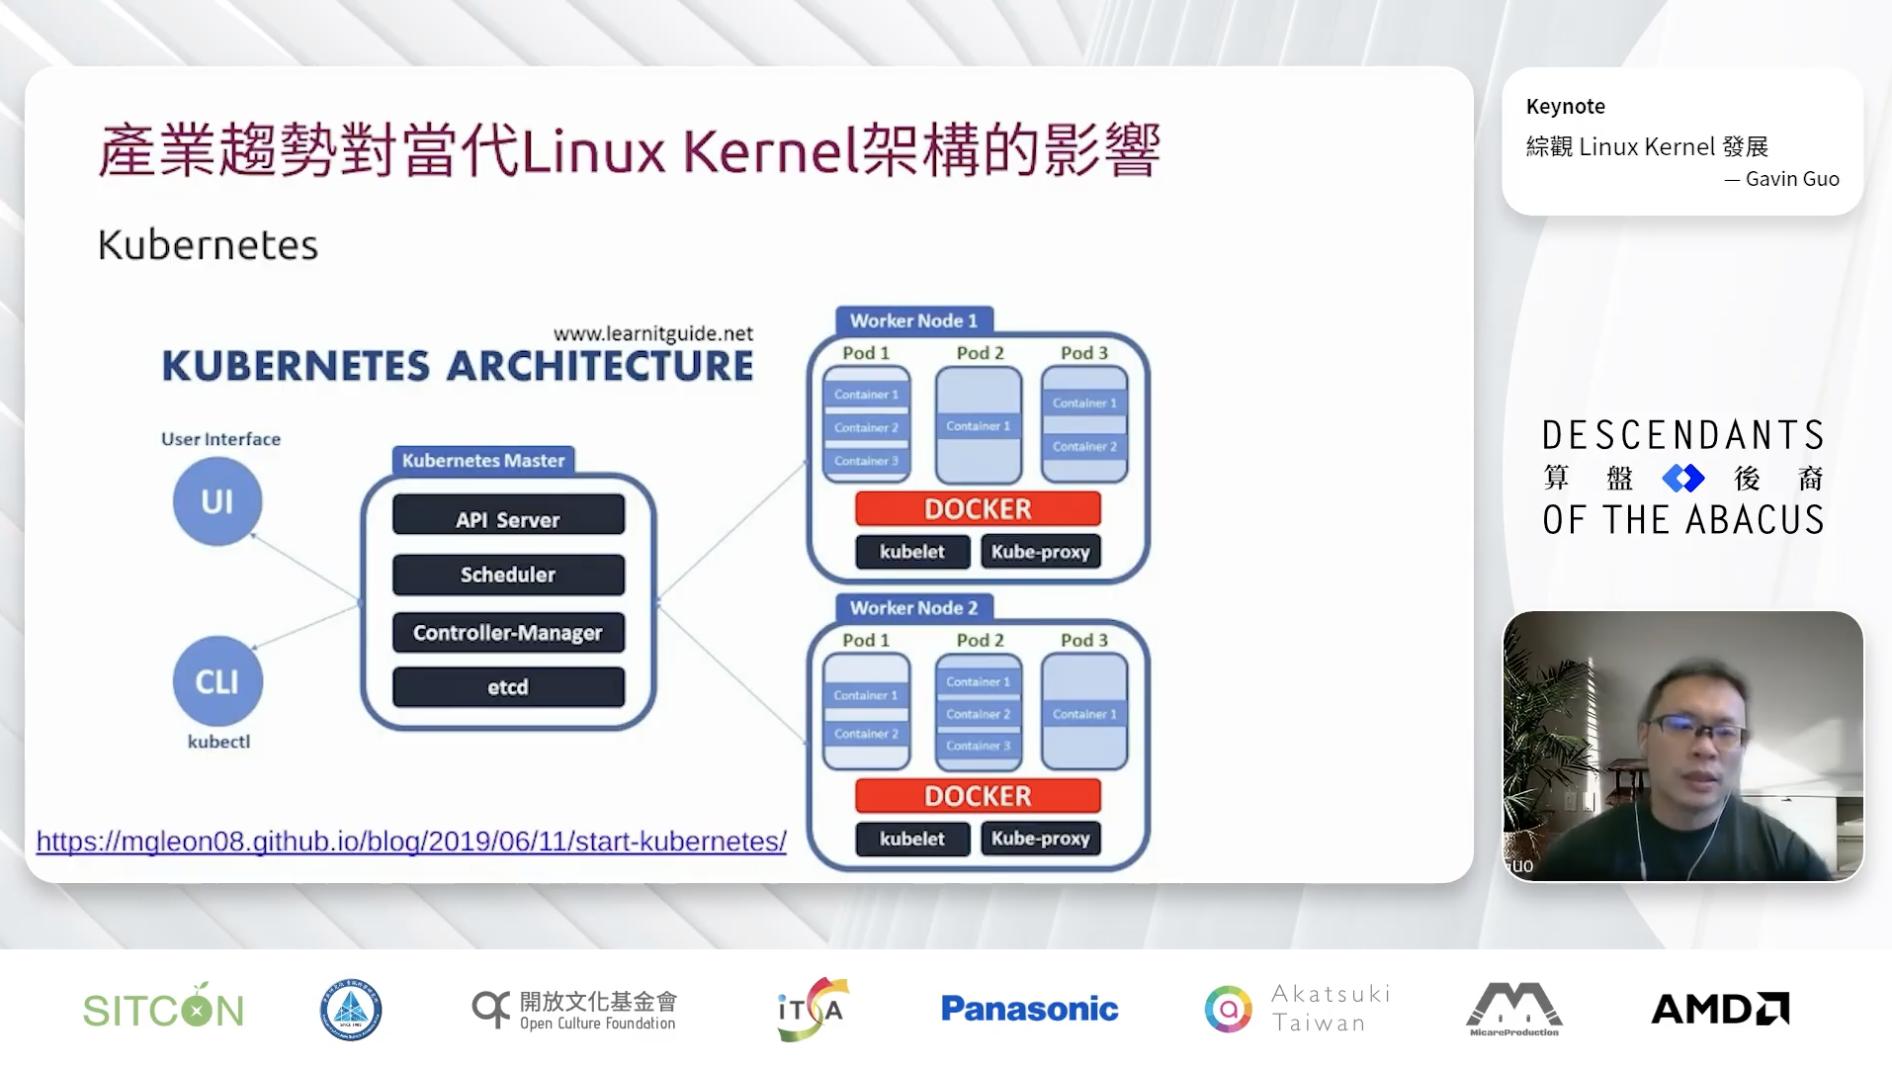 產業趨勢對當代Linux Kernel架構的影響
Kubernetes
www.learnitguide.net
KUBERNETES ARCHITECTURE
User Interface
UI
CLI
kubectl
Kubernetes Master
API Server
Scheduler
Controller-Manager
etcd
Worker Node 1
Pod 1
Container 1
Container 2
Container 3
Pod 2
Container 1
Pod 3
Container 1
Container 2
DOCKER
kubelet
Kube-proxy
Worker Node 2
Pod 1
Container 1
Container 2
Pod 2
Container 1
Container 2
Container 3
Pod 3
Container 1
DOCKER
kubelet
Kube-proxy
https://mgleon08.github.io/blog/2019/06/11/start-kubernetes/
Keynote
綜觀 Linux Kernel 發展
— Gavin Guo
DESCENDANTS
算盤後裔
OF THE ABACUS
Guo
SITCON
開放文化基金會
Open Culture Foundation
iTSA
Panasonic
Akatsuki
Taiwan
MicareProduction
AMD